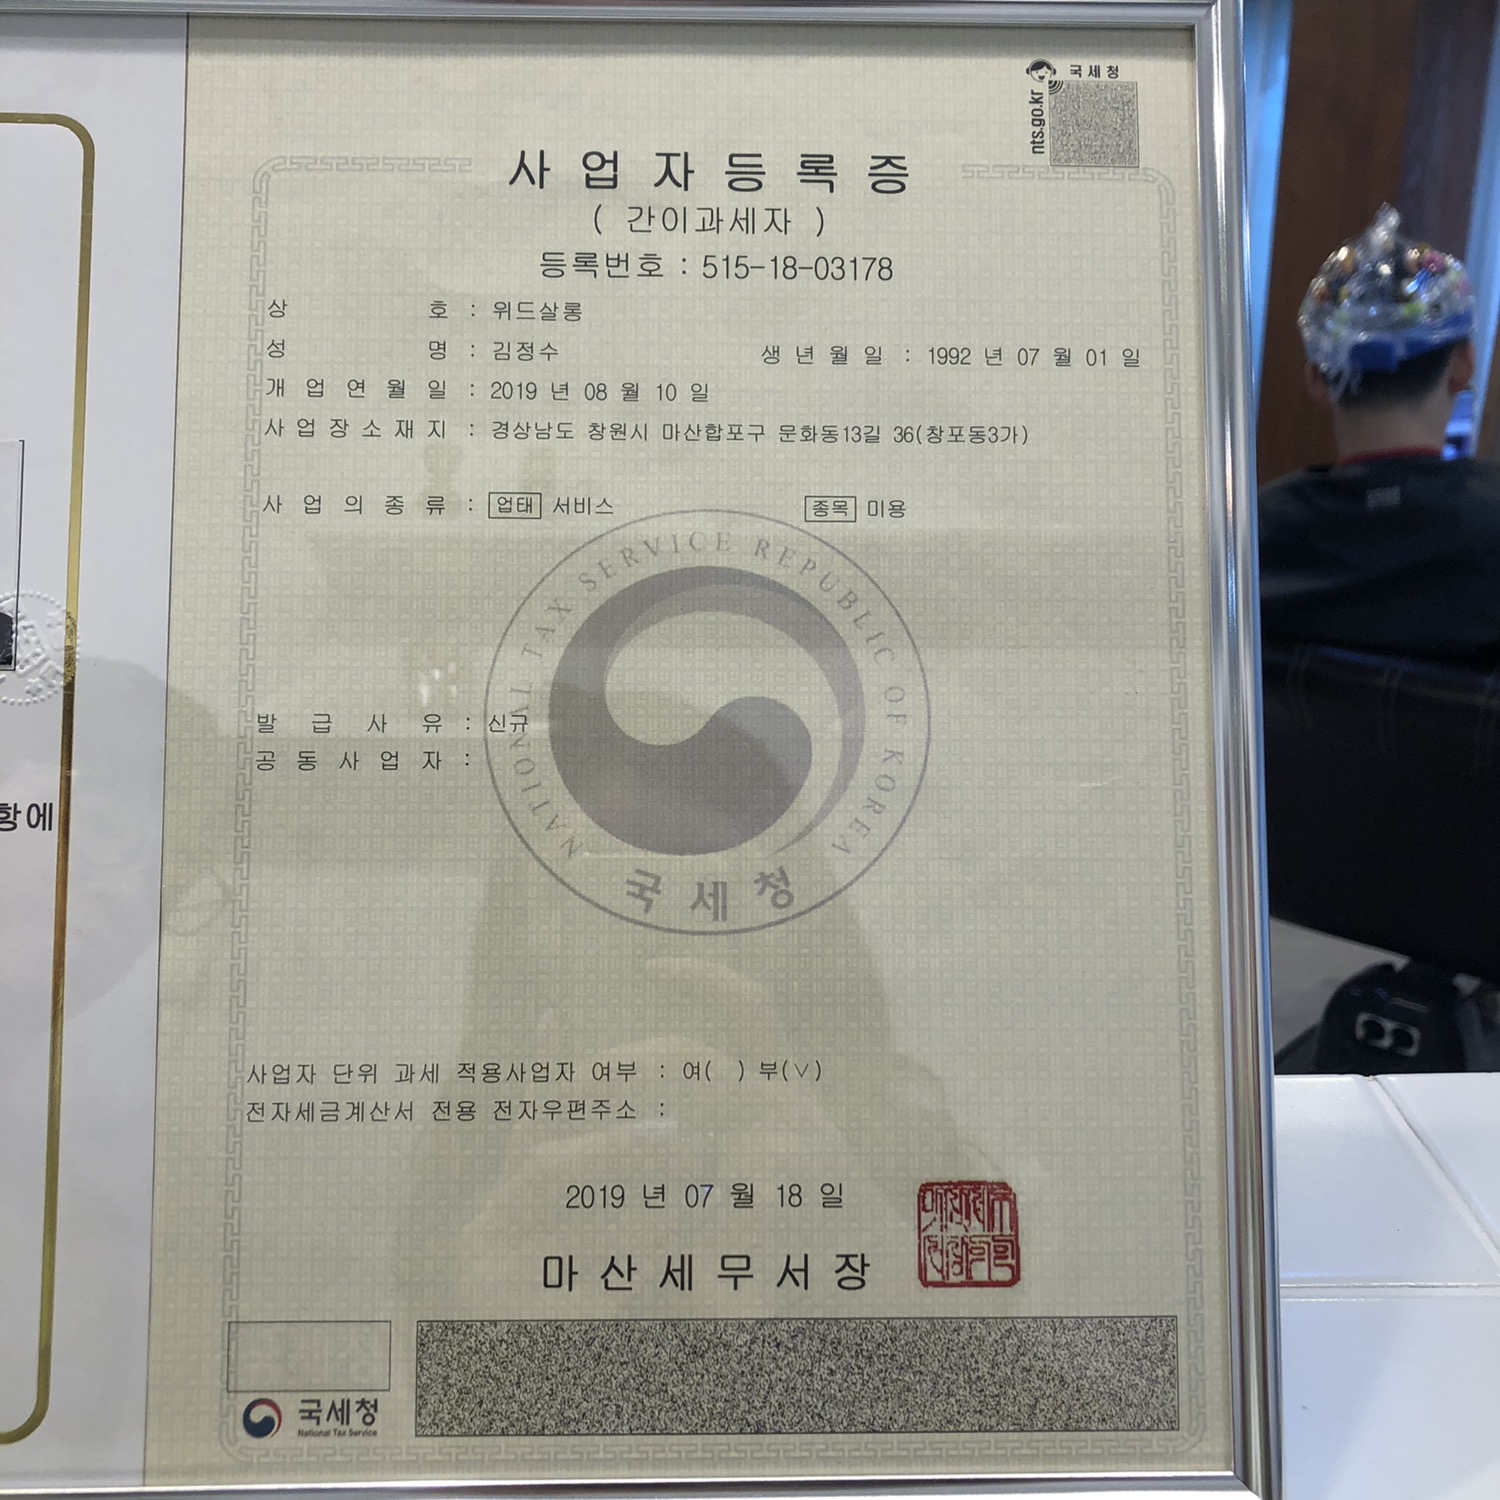 국세청
nts.go.kr
사업자등록증
( 간이과세자 )
등록번호 : 515-18-03178
상 호 : 위드살롱
성 명 : 김정수 생년월일 : 1992 년 07 월 01 일
개업연월일 : 2019 년 08 월 10 일
사업장소재지 : 경상남도 창원시 마산합포구 문화동13길 36(창포동3가)
사업의종류 : 업태 서비스 종목 미용
NATIONAL TAX SERVICE REPUBLIC OF KOREA
발급사유 : 신규
공동사업자 :
국세청
항에
사업자 단위 과세 적용사업자 여부 : 여( ) 부(∨)
전자세금계산서 전용 전자우편주소 :
2019 년 07 월 18 일
마산세무서장
국세청
National Tax Service